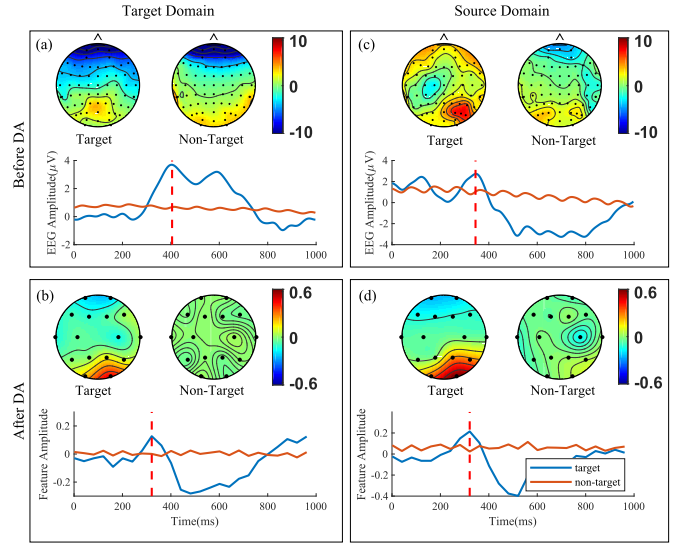 Target Domain
Source Domain
Before DA
(a)
10
-10
Target
Non-Target
EEG Amplitude(μV)
4
2
0
-2
0
200
400
600
800
1000
(c)
10
-10
Target
Non-Target
EEG Amplitude(μV)
4
2
0
-2
-4
0
200
400
600
800
1000
After DA
(b)
0.6
-0.6
Target
Non-Target
Feature Amplitude
0.2
0
-0.2
0
200
400
600
800
1000
Time(ms)
(d)
0.6
-0.6
Target
Non-Target
Feature Amplitude
0.2
0
-0.2
-0.4
0
200
400
600
800
1000
target
non-target
Time(ms)